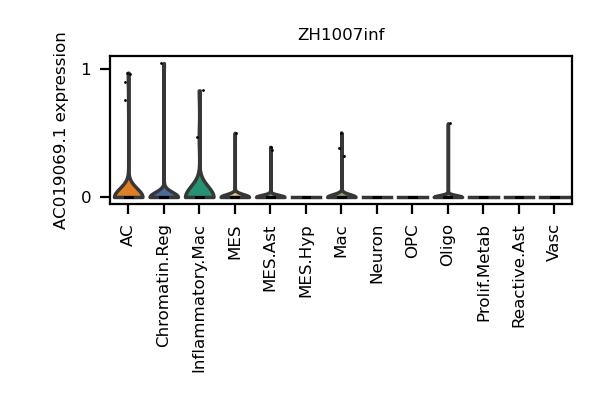 ZH1007inf
AC019069.1 expression
1
0
AC
Chromatin.Reg
Inflammatory.Mac
MES
MES.Ast
MES.Hyp
Mac
Neuron
OPC
Oligo
Prolif.Metab
Reactive.Ast
Vasc